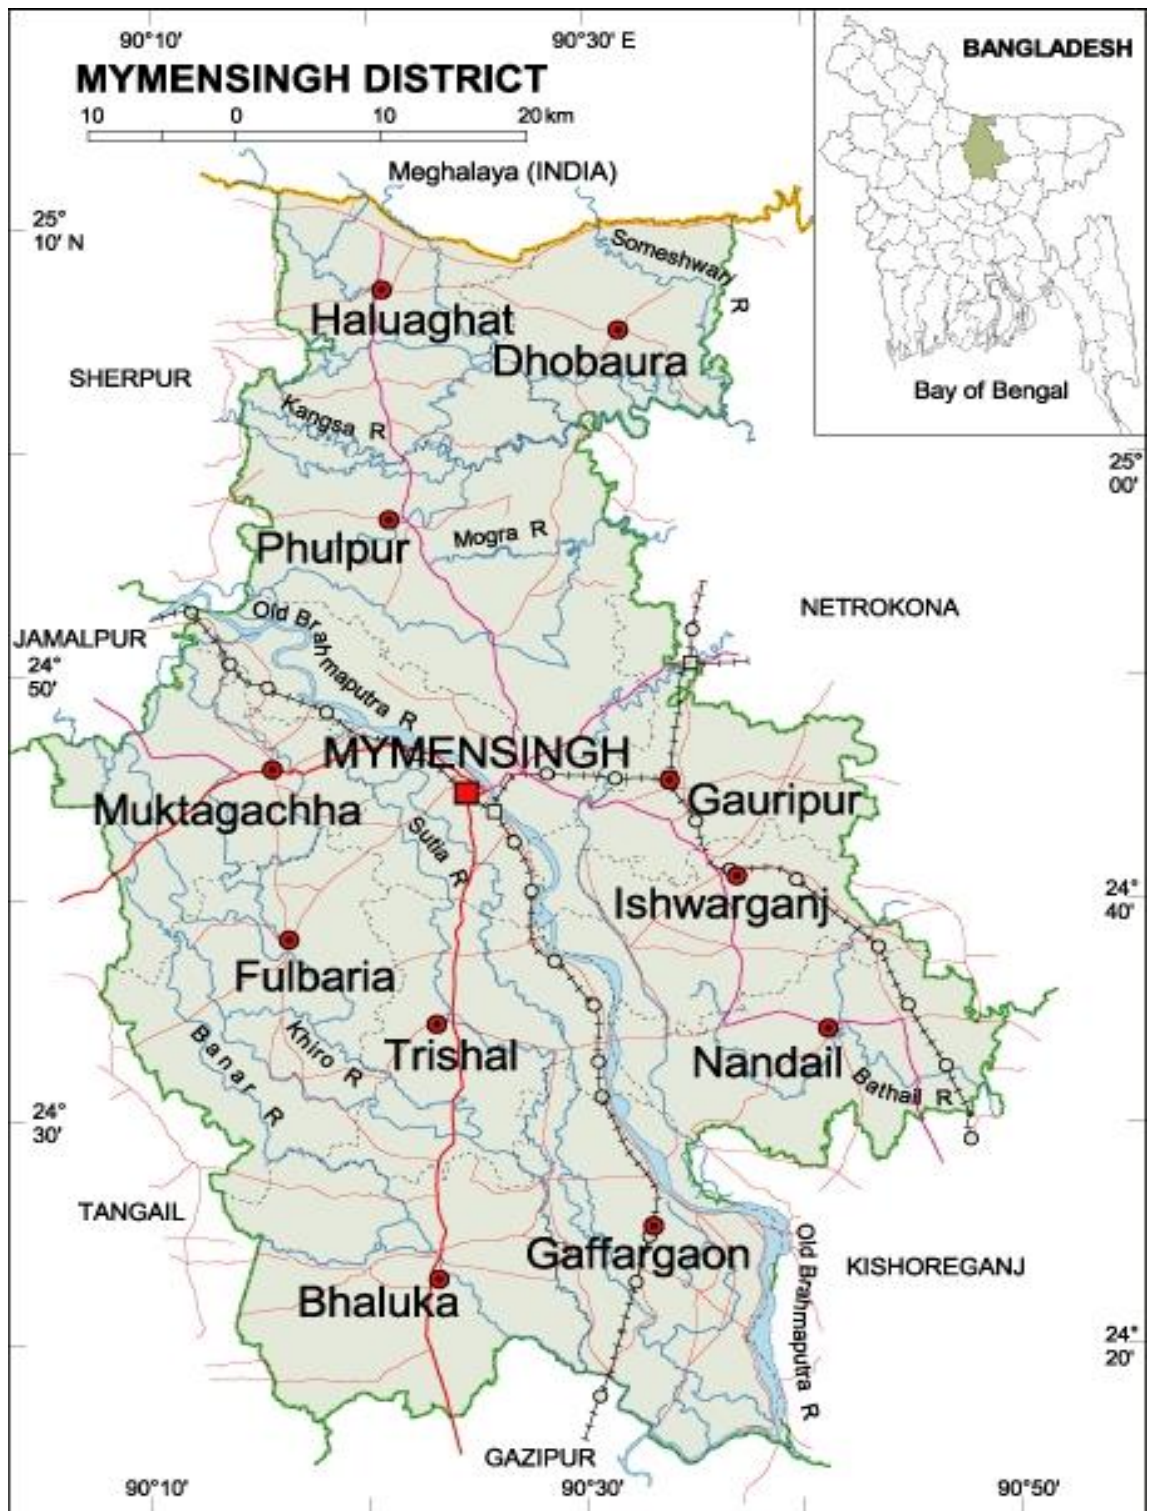 90°10'
90°30' E
BANGLADESH
MYMENSINGH DISTRICT
10
0
10
20 km
Meghalaya (INDIA)
25°
10' N
Someshwari R
Haluaghat
Dhobaura
SHERPUR
Bay of Bengal
Kangsa R
25°
00'
Phulpur
Mogra R
Old Brahmaputra R
NETROKONA
JAMALPUR
24°
50'
MYMENSINGH
Muktagachha
Gauripur
Sutia R
Ishwarganj
24°
40'
Fulbaria
Banar R
Khiro R
Trishal
Nandail
Bathail R
24°
30'
TANGAIL
Gaffargaon
Old Brahmaputra R
KISHOREGANJ
Bhaluka
24°
20'
GAZIPUR
90°10'
90°30'
90°50'